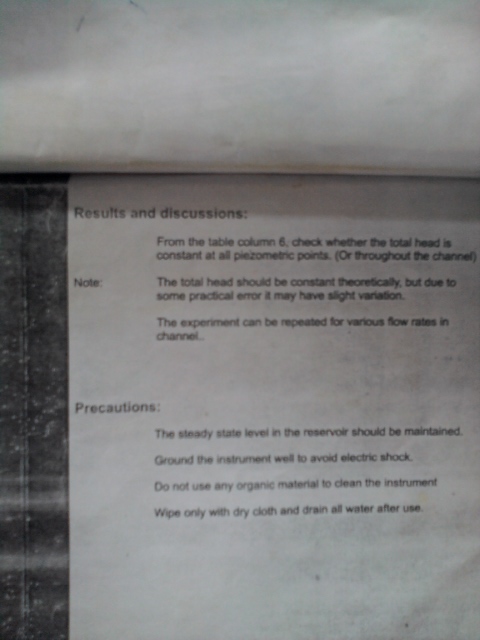 Results and discussions:
From the table column 6, check whether the total head is
constant at all piezometric points. (Or throughout the channel)
Note: The total head should be constant theoretically, but due to
some practical error it may have slight variation.
The experiment can be repeated for various flow rates in
channel..
Precautions:
The steady state level in the reservoir should be maintained.
Ground the instrument well to avoid electric shock.
Do not use any organic material to clean the instrument
Wipe only with dry cloth and drain all water after use.